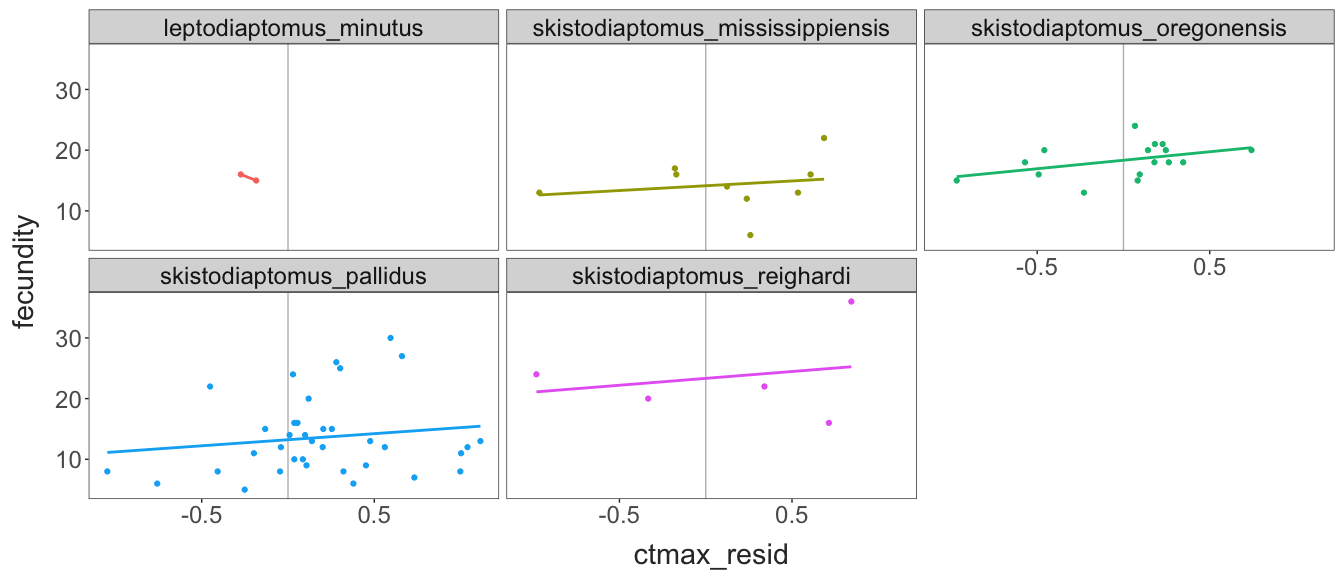 leptodiaptomus_minutus
skistodiaptomus_mississippiensis
skistodiaptomus_oregonensis
30
20
10
-0.5 0.5
skistodiaptomus_pallidus
skistodiaptomus_reighardi
30
20
10
-0.5 0.5
-0.5 0.5
fecundity
ctmax_resid